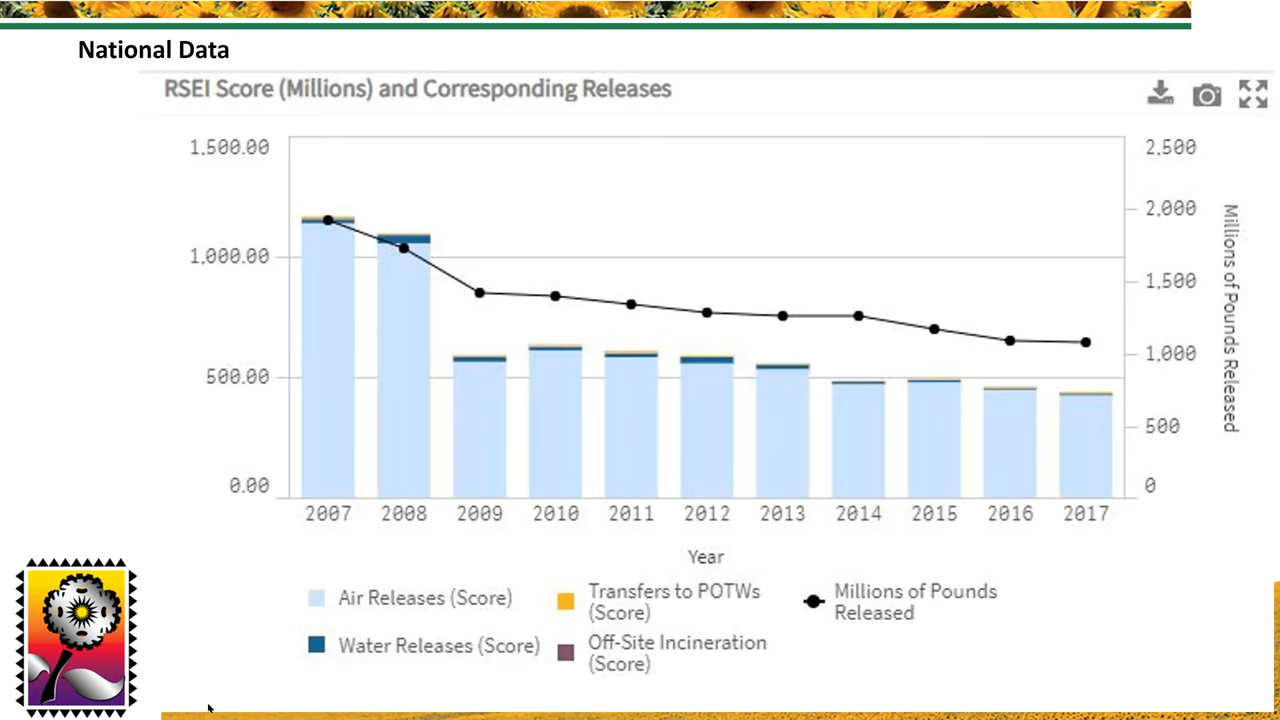 National Data
RSEI Score (Millions) and Corresponding Releases
1,500.00
1,000.00
500.00
0.00
2,500
2,000
1,500
1,000
500
0
Millions of Pounds Released
2007 2008 2009 2010 2011 2012 2013 2014 2015 2016 2017
Year
Air Releases (Score)
Water Releases (Score)
Transfers to POTWs
(Score)
Off-Site Incineration
(Score)
Millions of Pounds
Released